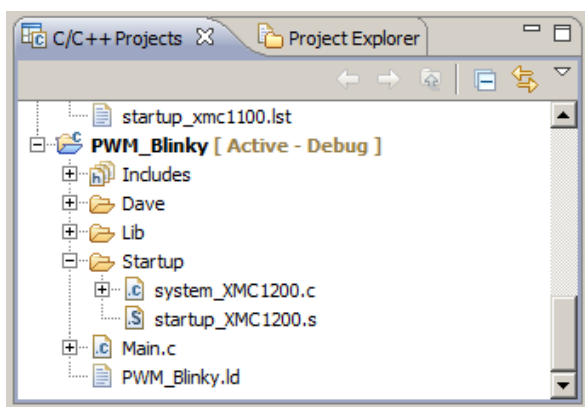 C/C++ Projects Project Explorer
startup_xmc1100.lst
PWM_Blinky [ Active - Debug ]
Includes
Dave
Lib
Startup
system_XMC1200.c
startup_XMC1200.s
Main.c
PWM_Blinky.ld